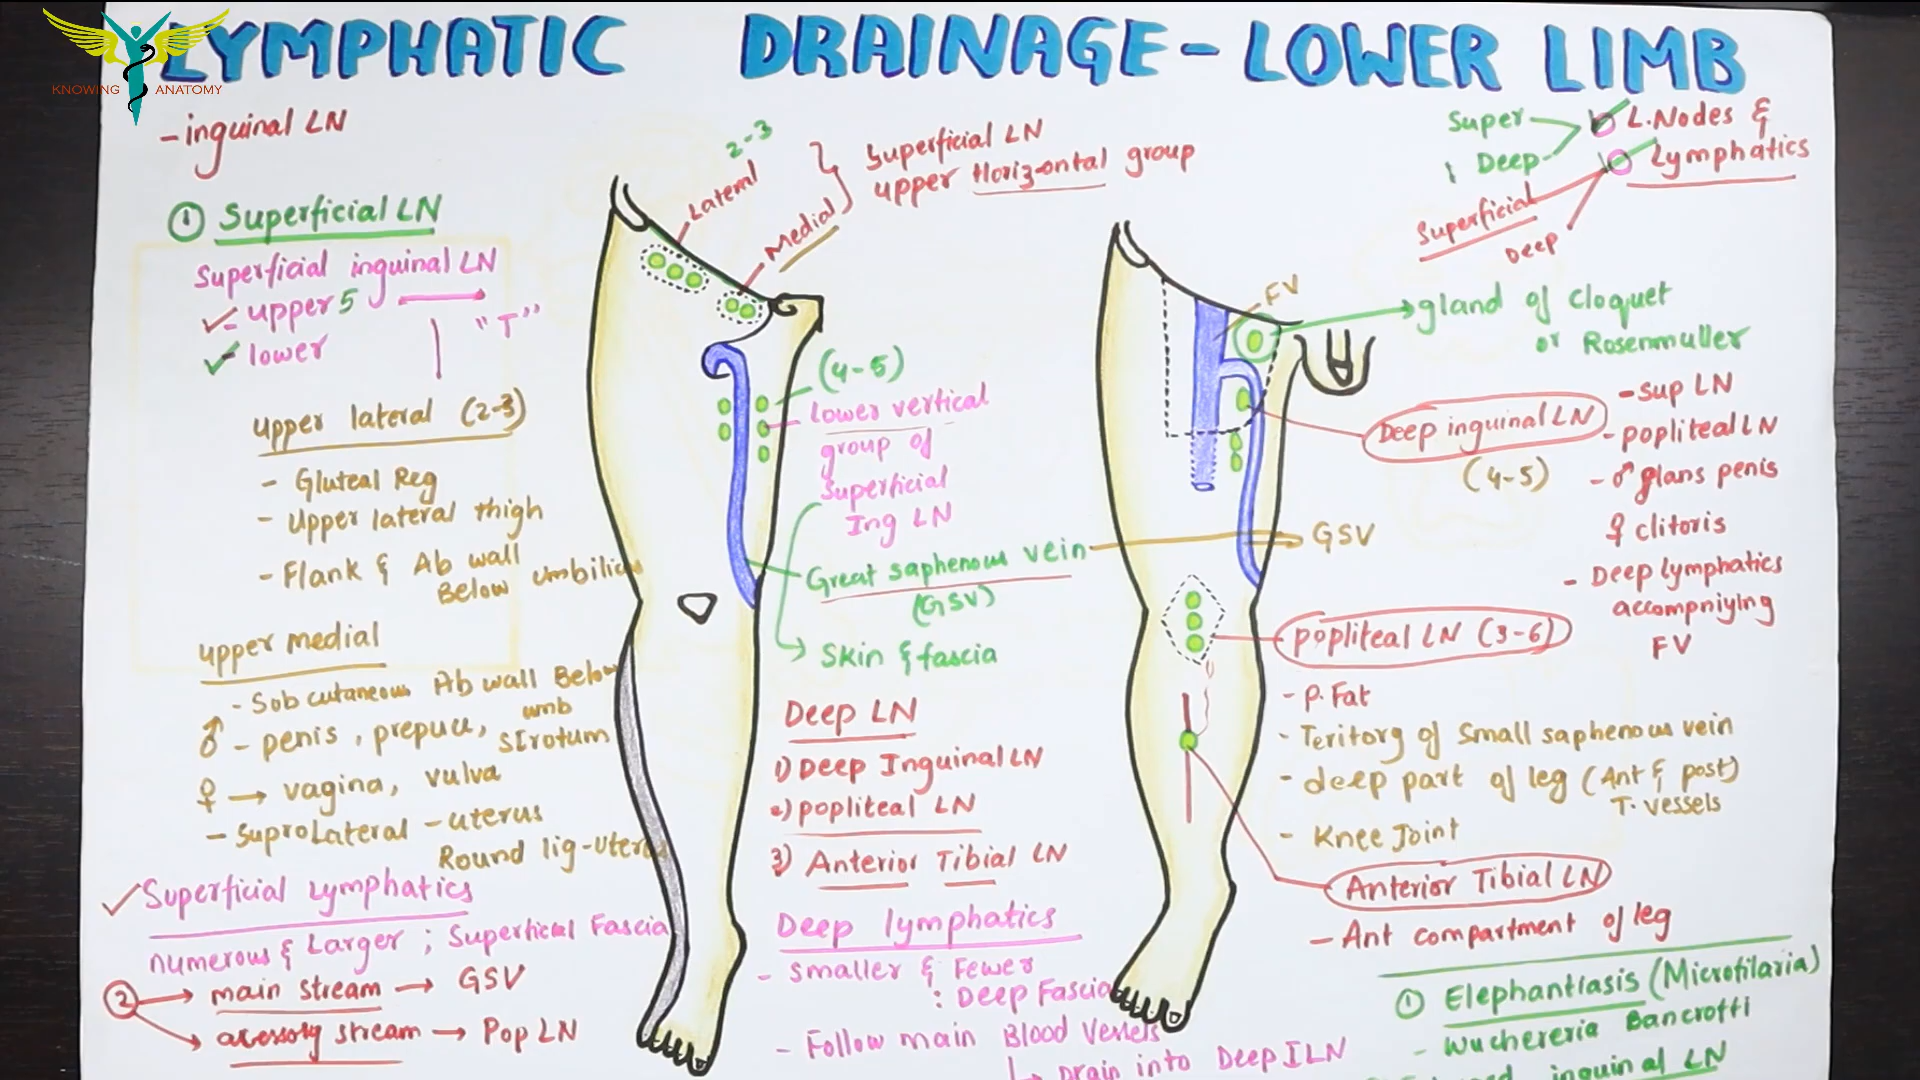 LYMPHATIC DRAINAGE - LOWER LIMB
KNOWING ANATOMY
- inguinal LN
① Superficial LN
Superficial inguinal LN
- upper 5
lower
"T"
Upper lateral (2-3)
- Gluteal Reg
- Upper lateral thigh
- Flank & Ab wall
Below umbilicus
upper medial
- Sob cutaneous Ab wall Below
umb
♂ - penis, prepuce, Strotum
♀ → vagina, vulva
- SuproLateral - uterus
Round lig-uterus
Superficial Lymphatics
numerous & Larger ; Superficial Fascia
② → main stream → GSV
→ acessoty stream → Pop LN
2-3
Lateral
Medial
Superficial LN
upper Horizontal group
(4-5)
Lower vertical
group of
Superficial
Ing LN
Great saphenous vein
(GSV)
Skin & fascia
Deep LN
1) Deep Inguinal LN
2) popliteal LN
3) Anterior Tibial LN
Deep lymphatics
- Smaller & Fewer
: Deep Fascia
- Follow main Blood Vessels
↳ Drain into Deep ILN
Super
Deep
L.Nodes &
Lymphatics
Superficial
Deep
FV
gland of Cloquet
or Rosenmuller
Deep inguinal LN
(4-5)
- Sup LN
- popliteal LN
- ♂ glans penis
♀ clitoris
- Deep lymphatics
accompniying
FV
GSV
popliteal LN (3-6)
- P. Fat
- Teritorg of Small saphenous vein
- deep part of leg (Ant & post)
T. Vessels
- Knee Joint
Anterior Tibial LN
- Ant compartment of leg
① Elephantiasis (Microfilaria)
- Wuchereria Bancrofti
inguinal LN